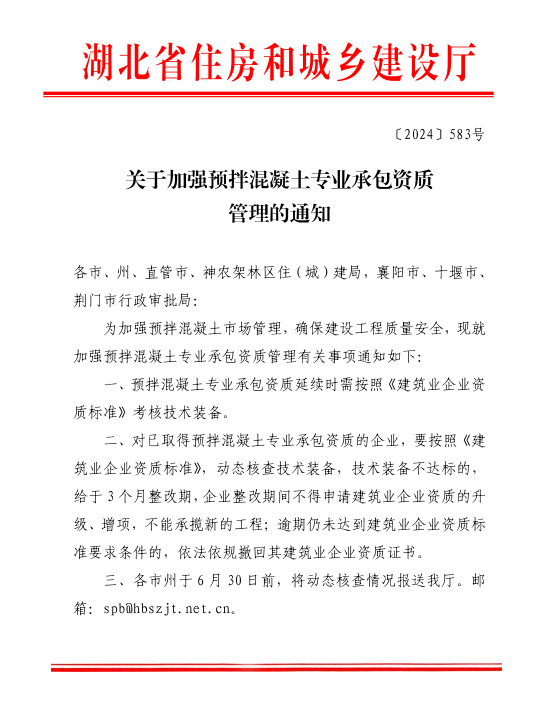 湖北省住房和城乡建设厅
〔2024〕583号
关于加强预拌混凝土专业承包资质
管理的通知
各市、州、直管市、神农架林区住（城）建局，襄阳市、十堰市、
荆门市行政审批局：
为加强预拌混凝土市场管理，确保建设工程质量安全，现就
加强预拌混凝土专业承包资质管理有关事项通知如下：
一、预拌混凝土专业承包资质延续时需按照《建筑业企业资
质标准》考核技术装备。
二、对已取得预拌混凝土专业承包资质的企业，要按照《建
筑业企业资质标准》，动态核查技术装备，技术装备不达标的，
给于 3 个月整改期，企业整改期间不得申请建筑业企业资质的升
级、增项，不能承揽新的工程；逾期仍未达到建筑业企业资质标
准要求条件的，依法依规撤回其建筑业企业资质证书。
三、各市州于 6 月 30 日前，将动态核查情况报送我厅。邮
箱：spb@hbszjt.net.cn。